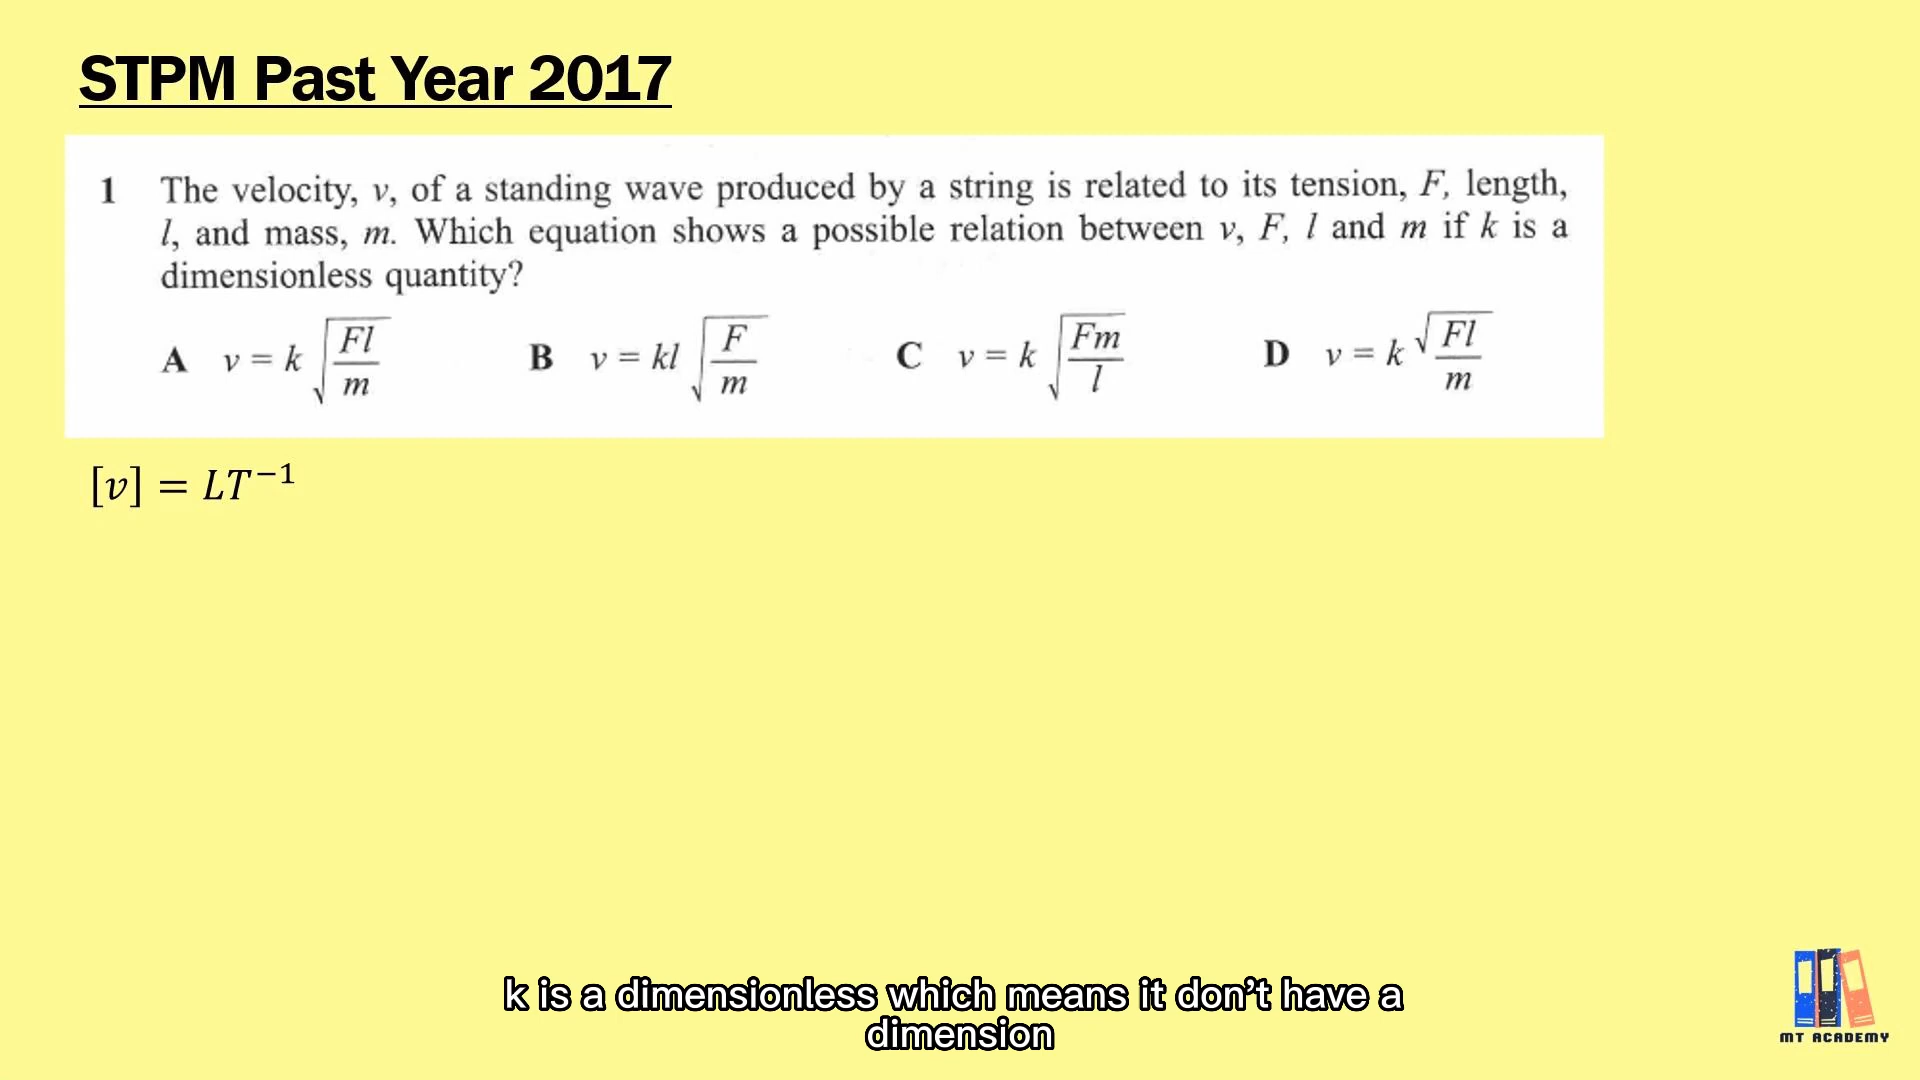 STPM Past Year 2017
1 The velocity, v, of a standing wave produced by a string is related to its tension, F, length,
l, and mass, m. Which equation shows a possible relation between v, F, l and m if k is a
dimensionless quantity?
A v = k √(Fl/m) B v = kl √(F/m) C v = k √(Fm/l) D v = k √Fl/m
[v] = LT⁻¹
k is a dimensionless which means it don't have a
dimension
MT ACADEMY